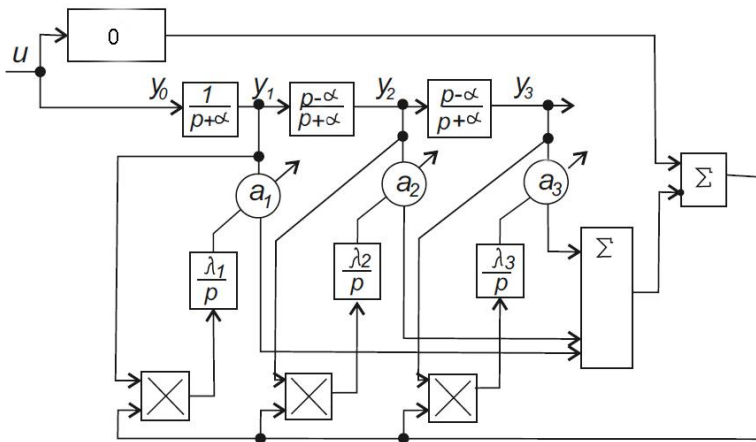 0
u
y0 1/p+α y1 p-α/p+α y2 p-α/p+α y3
Σ
a1 a2 a3
λ1/p λ2/p λ3/p Σ